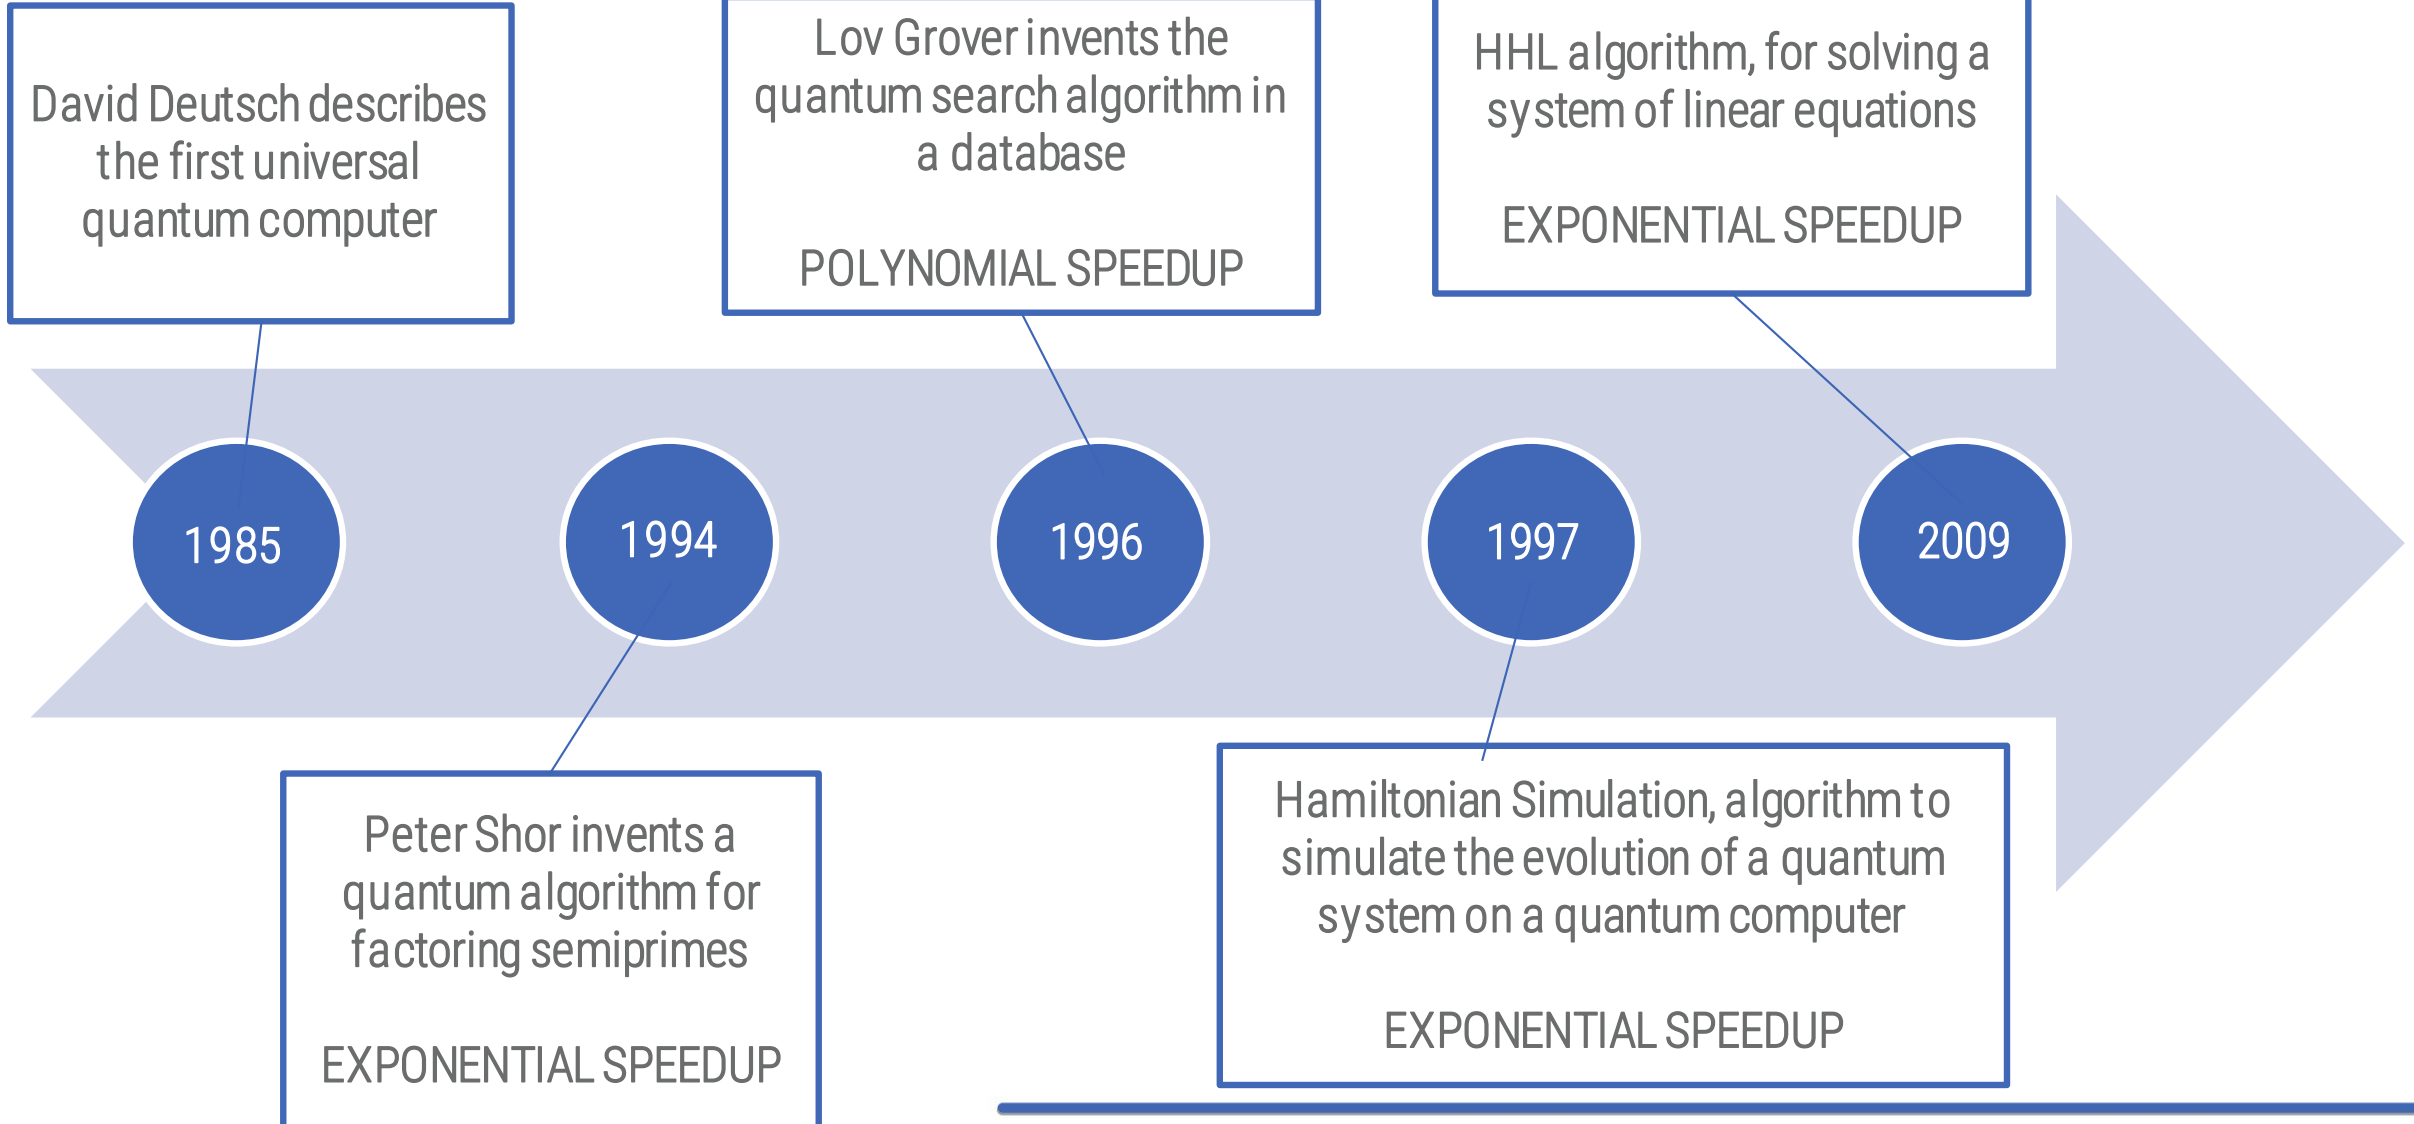 David Deutsch describes
the first universal
quantum computer
Lov Grover invents the
quantum search algorithm in
a database
POLYNOMIAL SPEEDUP
HHL algorithm, for solving a
system of linear equations
EXPONENTIAL SPEEDUP
1985
1994
1996
1997
2009
Peter Shor invents a
quantum algorithm for
factoring semiprimes
EXPONENTIAL SPEEDUP
Hamiltonian Simulation, algorithm to
simulate the evolution of a quantum
system on a quantum computer
EXPONENTIAL SPEEDUP